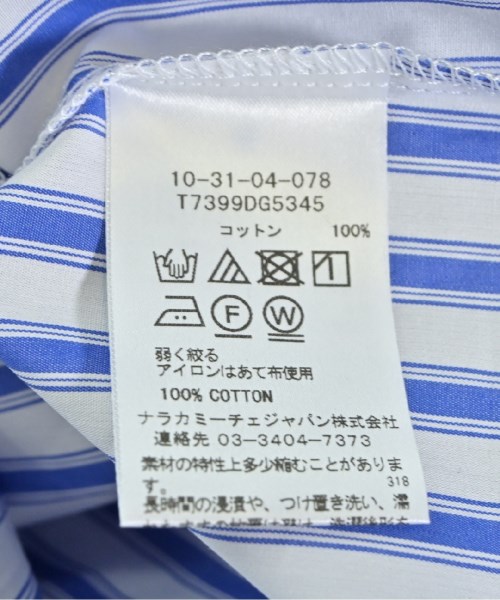 10-31-04-078
T7399DG5345
コットン 100%
F W
弱く絞る
アイロンはあて布使用
100% COTTON
ナラカミーチェジャパン株式会社
連絡先 03-3404-7373
素材の特性上多少縮むことがありま
す。 318
長時間の浸漬や、つけ置き洗い、濡